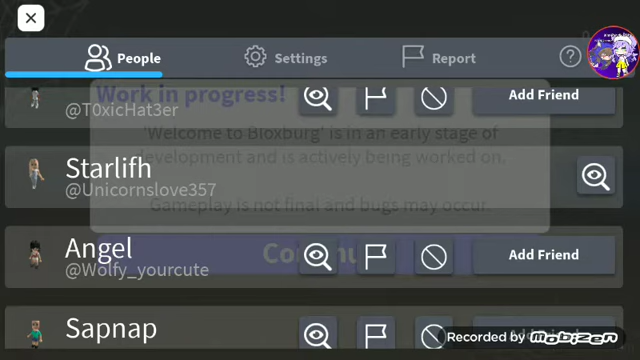 People
Settings
Report
Work in progress!
Add Friend
@T0xicHat3er
'Welcome to Bloxburg' is in an early stage of
development and is actively being worked on.
Starlifh
@Unicornslove357
Gameplay is not final and bugs may occur.
Angel
@Wolfy_yourcute
Add Friend
Sapnap
Recorded by mobizen